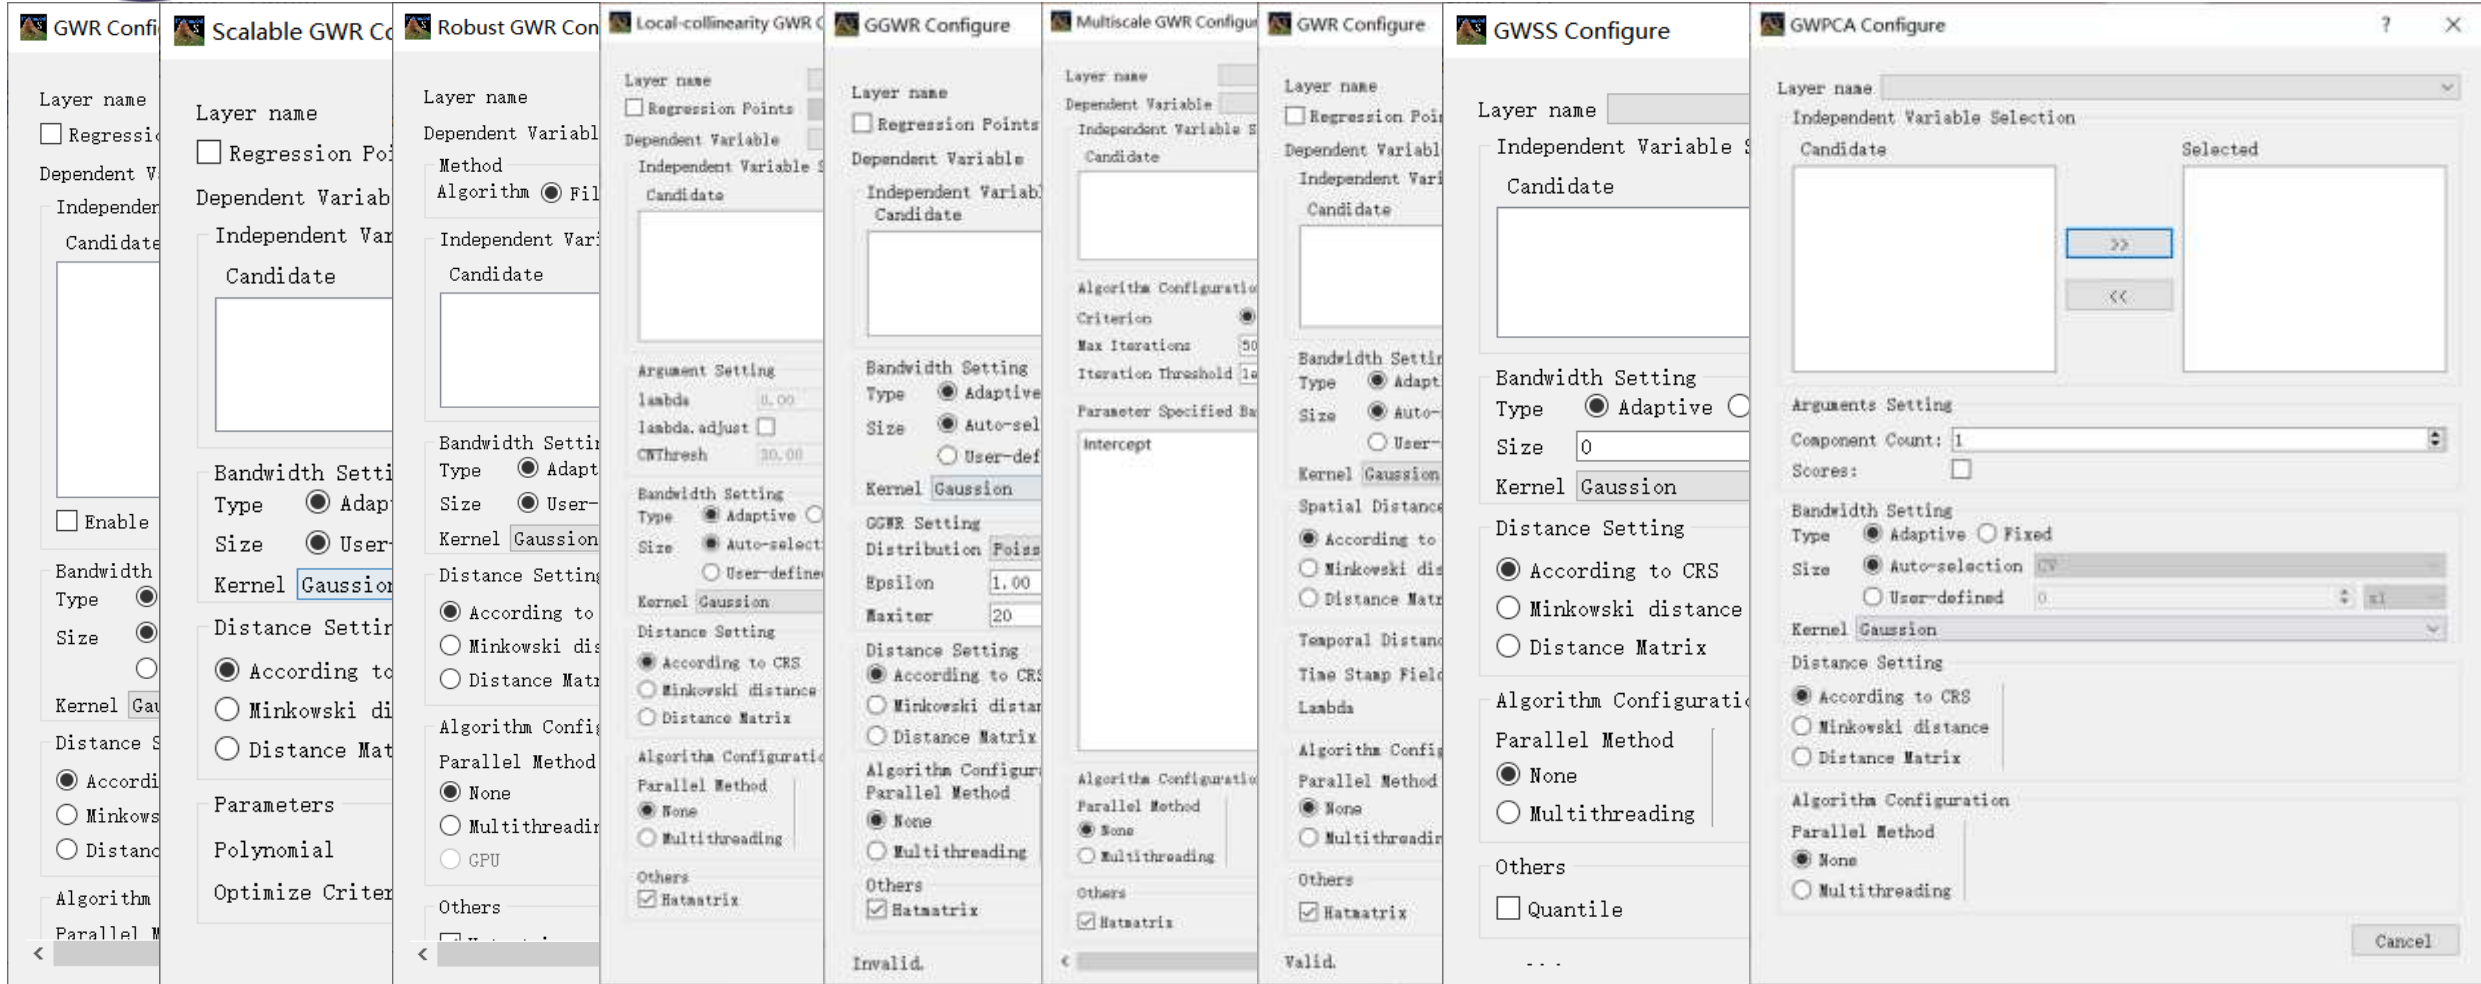 GWR Confi
Layer name
Regressio
Dependent V
Independen
Candidate
Enable
Bandwidth
Type
Size
Kernel Gau
Distance S
Accordi
Minkows
Distanc
Algorithm
Parallel M
Scalable GWR Co
Layer name
Regression Poi
Dependent Variab
Independent Var
Candidate
Bandwidth Setti
Type Adap
Size User-
Kernel Gaussion
Distance Settin
According to
Minkowski di
Distance Mat
Parameters
Polynomial
Optimize Criter
Robust GWR Con
Layer name
Dependent Variabl
Method
Algorithm Fil
Independent Vari
Candidate
Bandwidth Settin
Type Adapt
Size User-
Kernel Gaussion
Distance Setting
According to
Minkowski dis
Distance Matr
Algorithm Config
Parallel Method
None
Multithreadin
GPU
Others
Local-collinearity GWR C
Layer name
Regression Points
Dependent Variable
Independent Variable S
Candidate
Argument Setting
lambda 0.00
lambda.adjust
CNThresh 30.00
Bandwidth Setting
Type Adaptive
Size Auto-select
User-define
Kernel Gaussion
Distance Setting
According to CRS
Minkowski distance
Distance Matrix
Algorithm Configuratio
Parallel Method
None
Multithreading
Others
Hatmatrix
GGWR Configure
Layer name
Regression Points
Dependent Variable
Independent Variabl
Candidate
Bandwidth Setting
Type Adaptive
Size Auto-sel
User-def
Kernel Gaussion
GGWR Setting
Distribution Poiss
Epsilon 1.00
Maxiter 20
Distance Setting
According to CRS
Minkowski distan
Distance Matrix
Algorithm Configur
Parallel Method
None
Multithreading
Others
Hatmatrix
Invalid.
Multiscale GWR Configur
Layer name
Dependent Variable
Independent Variable S
Candidate
Algorithm Configuratio
Criterion
Max Iterations 50
Iteration Threshold 1e
Parameter Specified Ba
Intercept
Algorithm Configuratio
Parallel Method
None
Multithreading
Others
Hatmatrix
GWR Configure
Layer name
Regression Poi
Dependent Variabl
Independent Vari
Candidate
Bandwidth Settin
Type Adapt
Size Auto-
User-
Kernel Gaussion
Spatial Distance
According to
Minkowski dis
Distance Matr
Temporal Distanc
Time Stamp Field
Lambda
Algorithm Config
Parallel Method
None
Multithreadin
Others
Hatmatrix
Valid.
GWSS Configure
Layer name
Independent Variable S
Candidate
Bandwidth Setting
Type Adaptive
Size 0
Kernel Gaussion
Distance Setting
According to CRS
Minkowski distance
Distance Matrix
Algorithm Configuratio
Parallel Method
None
Multithreading
Others
Quantile
...
GWPCA Configure ?
Layer name
Independent Variable Selection
Candidate Selected
>>
<<
Arguments Setting
Component Count: 1
Scores:
Bandwidth Setting
Type Adaptive Fixed
Size Auto-selection CV
User-defined 0 x1
Kernel Gaussion
Distance Setting
According to CRS
Minkowski distance
Distance Matrix
Algorithm Configuration
Parallel Method
None
Multithreading
Cancel